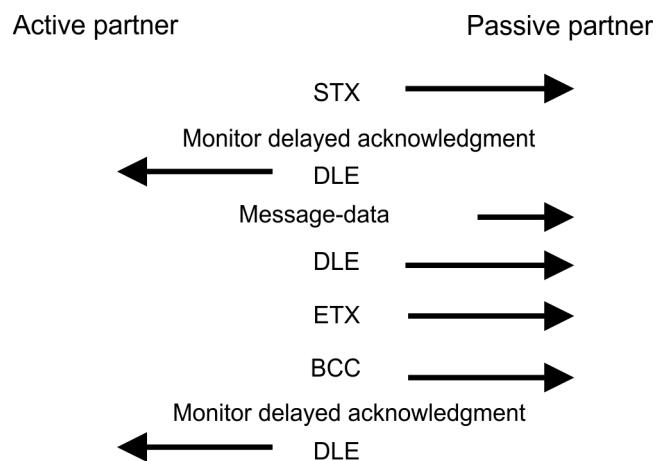 Active partner Passive partner
STX
Monitor delayed acknowledgment
DLE
Message-data
DLE
ETX
BCC
Monitor delayed acknowledgment
DLE